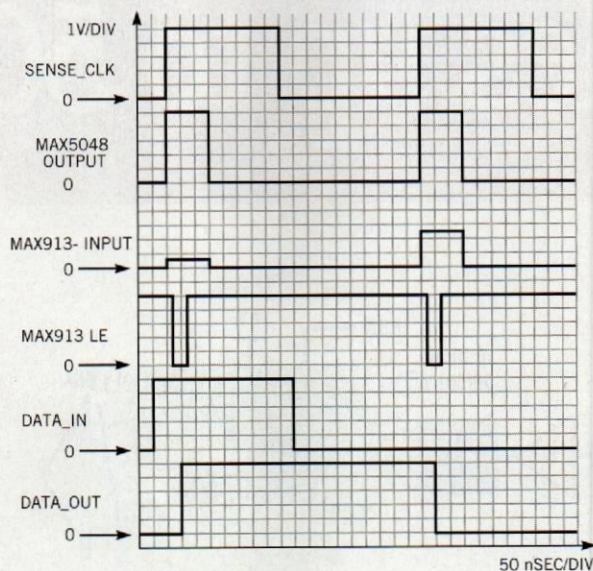 1V/DIV
SENSE_CLK
0
MAX5048
OUTPUT
0
MAX913- INPUT
0
MAX913 LE
0
DATA_IN
0
DATA_OUT
0
50 nSEC/DIV